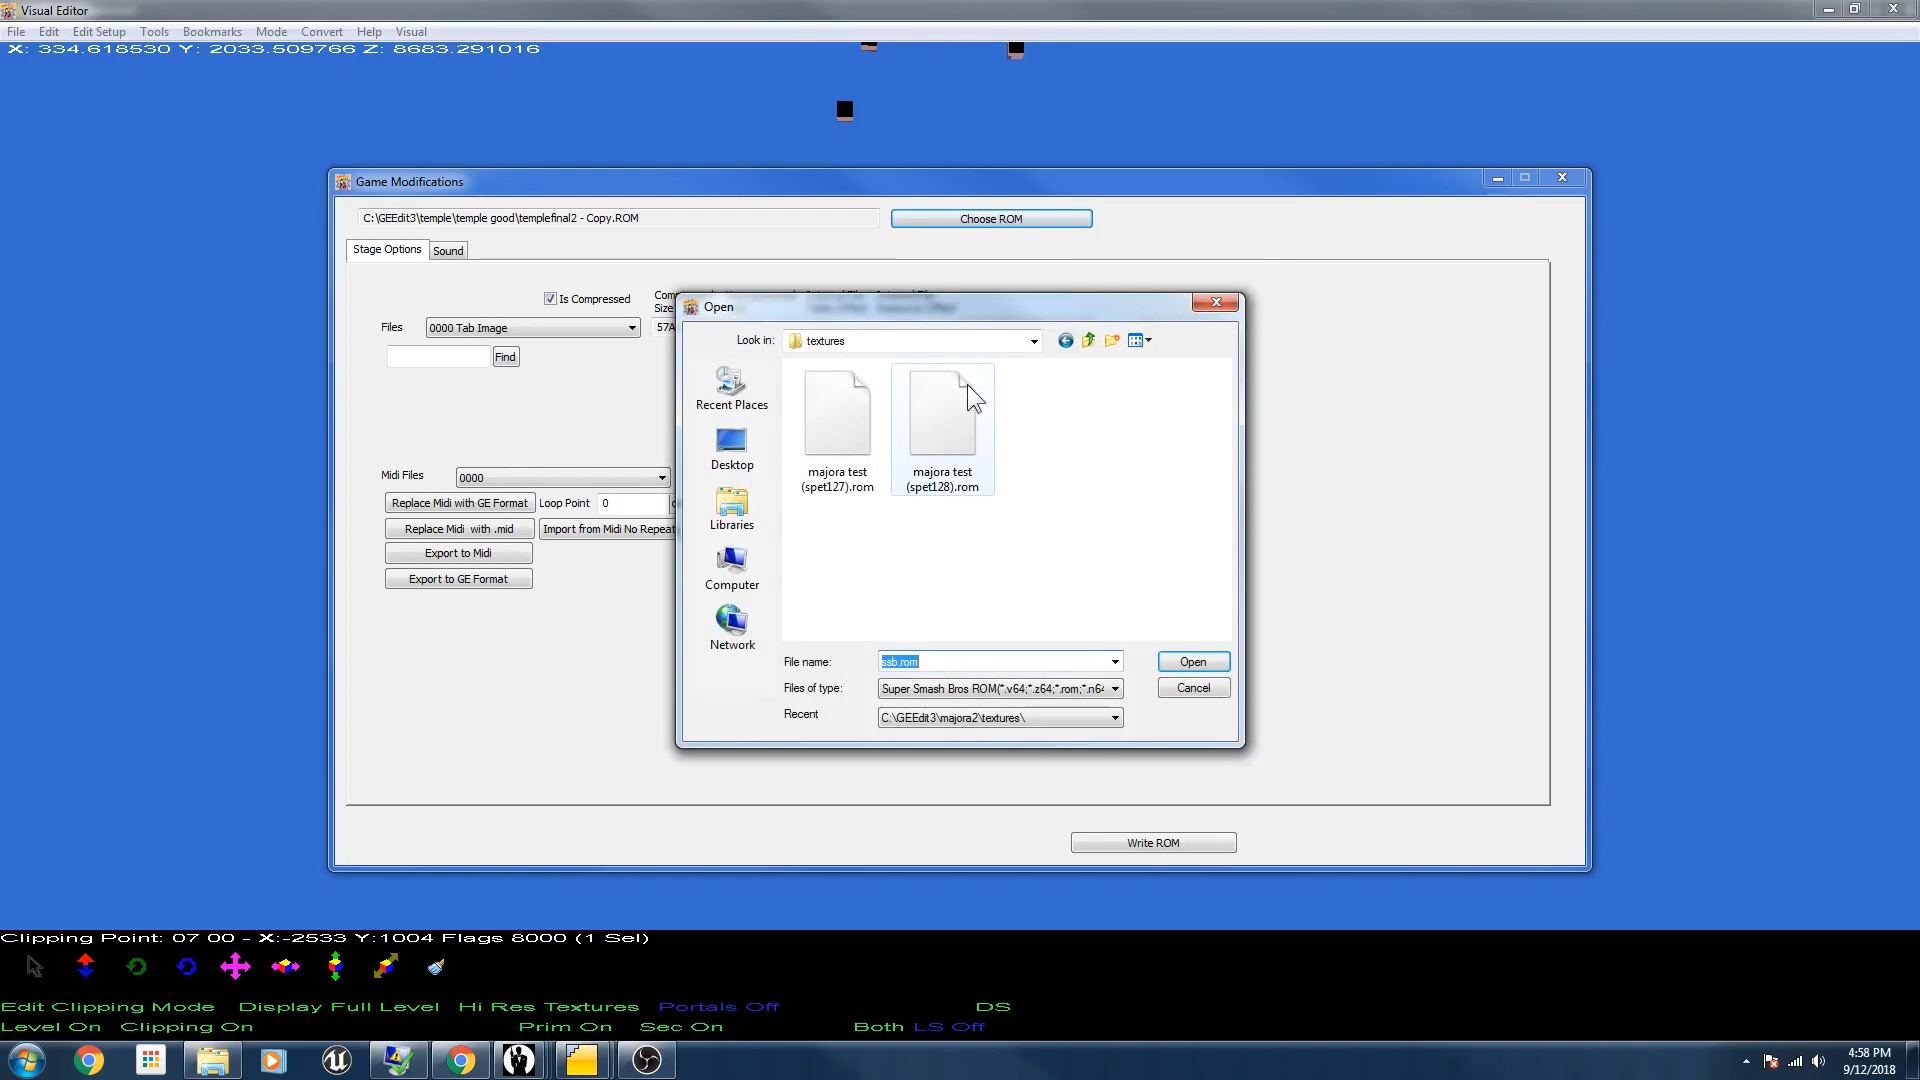 Visual Editor
File Edit Edit Setup Tools Bookmarks Mode Convert Help Visual
X: 334.618530 Y: 2033.509766 Z: 8683.291016
Game Modifications
C:\GEEdit3\temple\temple good\templefinal2 - Copy.ROM Choose ROM
Stage Options Sound
Is Compressed
Size
Files 0000 Tab Image 57A
Find
Midi Files 0000
Replace Midi with GE Format Loop Point 0
Replace Midi with .mid Import from Midi No Repeat
Export to Midi
Export to GE Format
Write ROM
Open
Look in: textures
Recent Places
Desktop
Libraries
Computer
Network
majora test (spet127).rom
majora test (spet128).rom
File name: ssb.rom Open
Files of type: Super Smash Bros ROM(*.v64;*.z64;*.rom;*.n64 Cancel
Recent C:\GEEdit3\majora2\textures\
Clipping Point: 07 00 - X:-2533 Y:1004 Flags 8000 (1 Sel)
Edit Clipping Mode Display Full Level Hi Res Textures Portals Off DS
Level On Clipping On Prim On Sec On Both LS Off
4:58 PM
9/12/2018